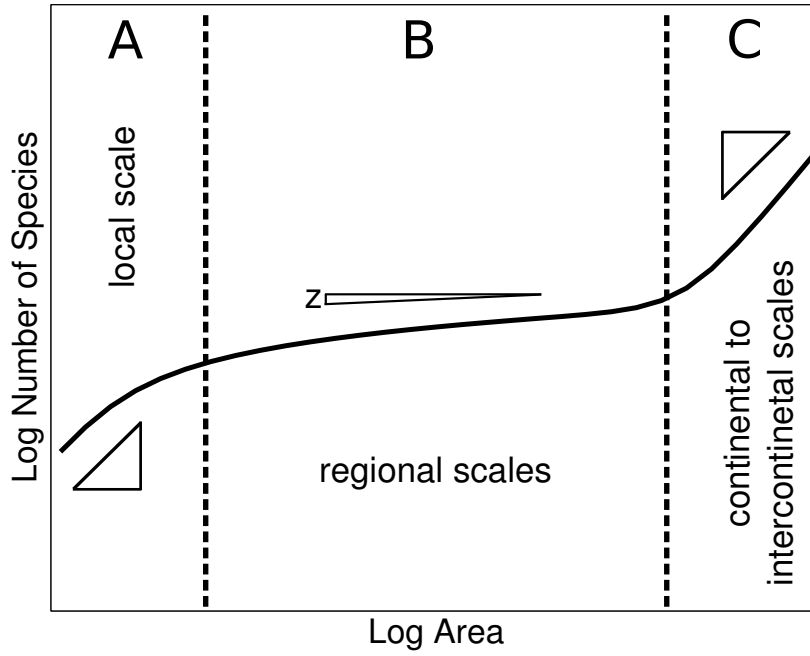 A
B
C
Log Number of Species
local scale
z
regional scales
continental to
intercontinetal scales
Log Area